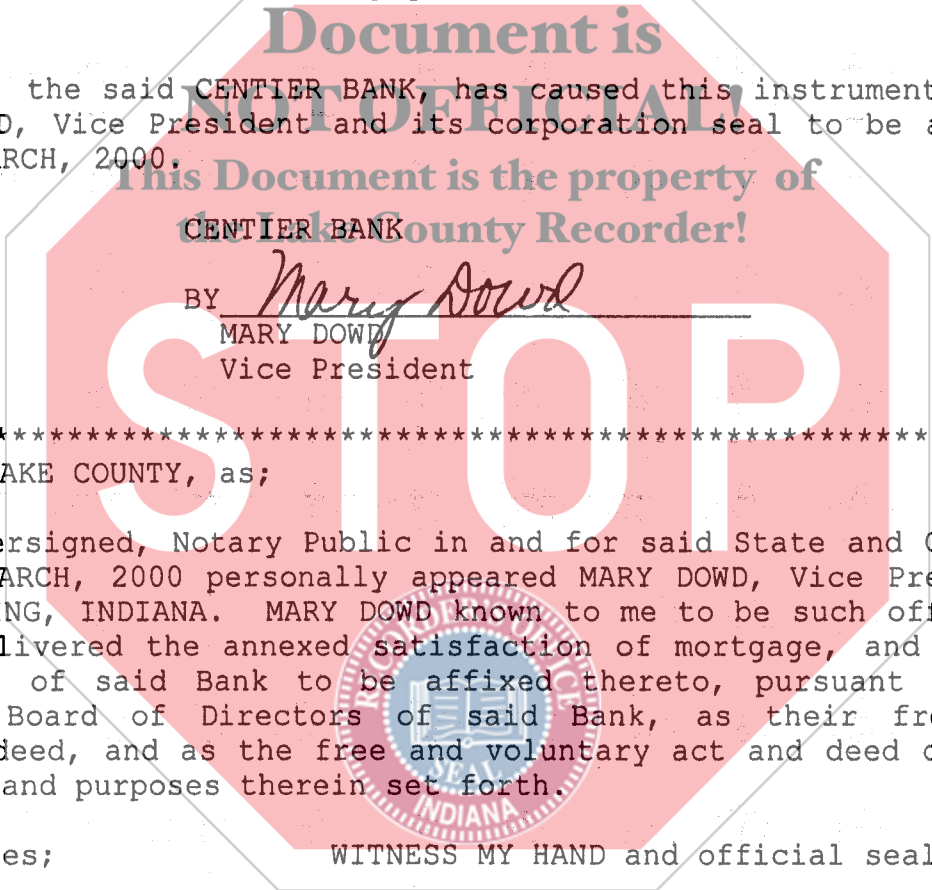 Document is
the said CENTIER BANK, has caused this instrument
NOT OFFICIAL!
D, Vice President and its corporation seal to be a
ARCH, 2000.
This Document is the property of
CENTIER BANK
the Lake County Recorder!
BY Mary Dowd
MARY DOWD
Vice President
STOP
***************************************************
AKE COUNTY, as;
ersigned, Notary Public in and for said State and C
ARCH, 2000 personally appeared MARY DOWD, Vice Pre
NG, INDIANA. MARY DOWD known to me to be such off
livered the annexed satisfaction of mortgage, and
of said Bank to be affixed thereto, pursuant
Board of Directors of said Bank, as their fre
deed, and as the free and voluntary act and deed o
and purposes therein set forth.
SEAL
INDIANA
es; WITNESS MY HAND and official seal